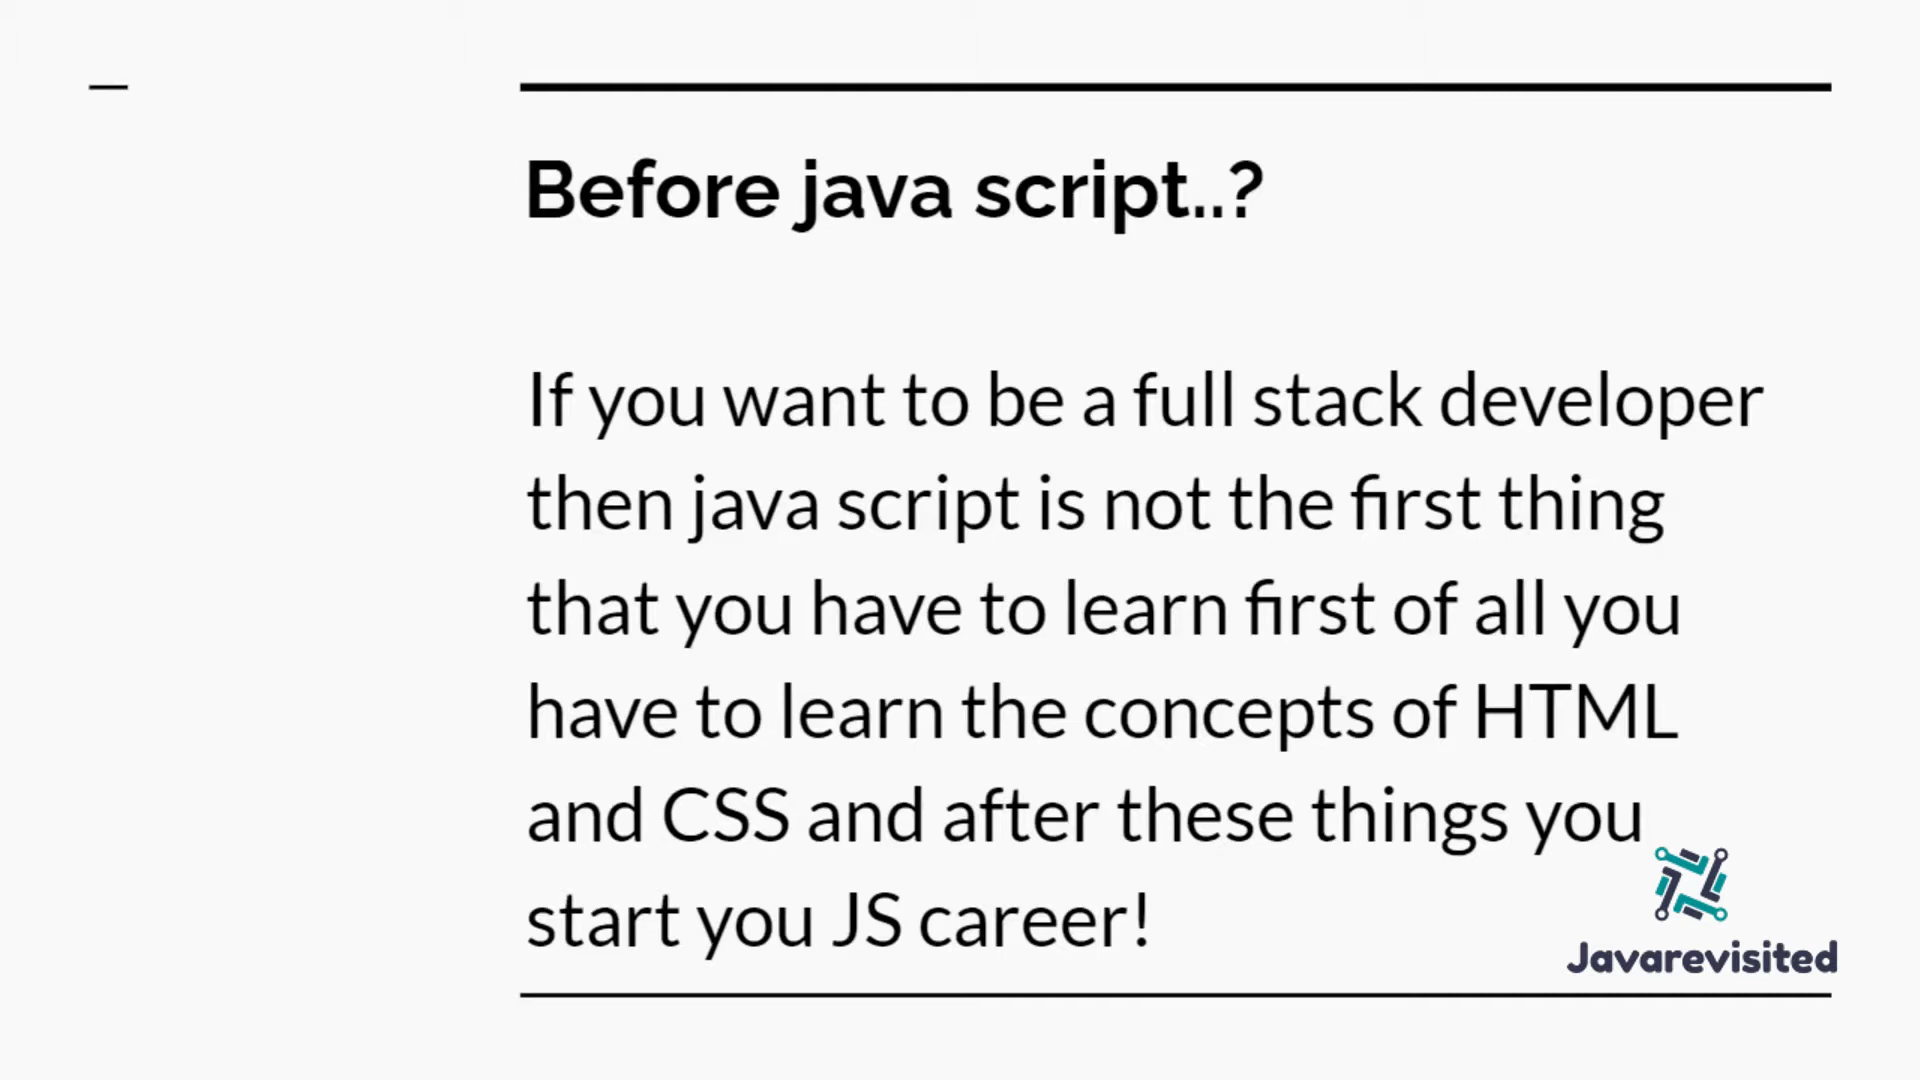 Before java script..?
If you want to be a full stack developer
then java script is not the first thing
that you have to learn first of all you
have to learn the concepts of HTML
and CSS and after these things you
start you JS career!
Javarevisited